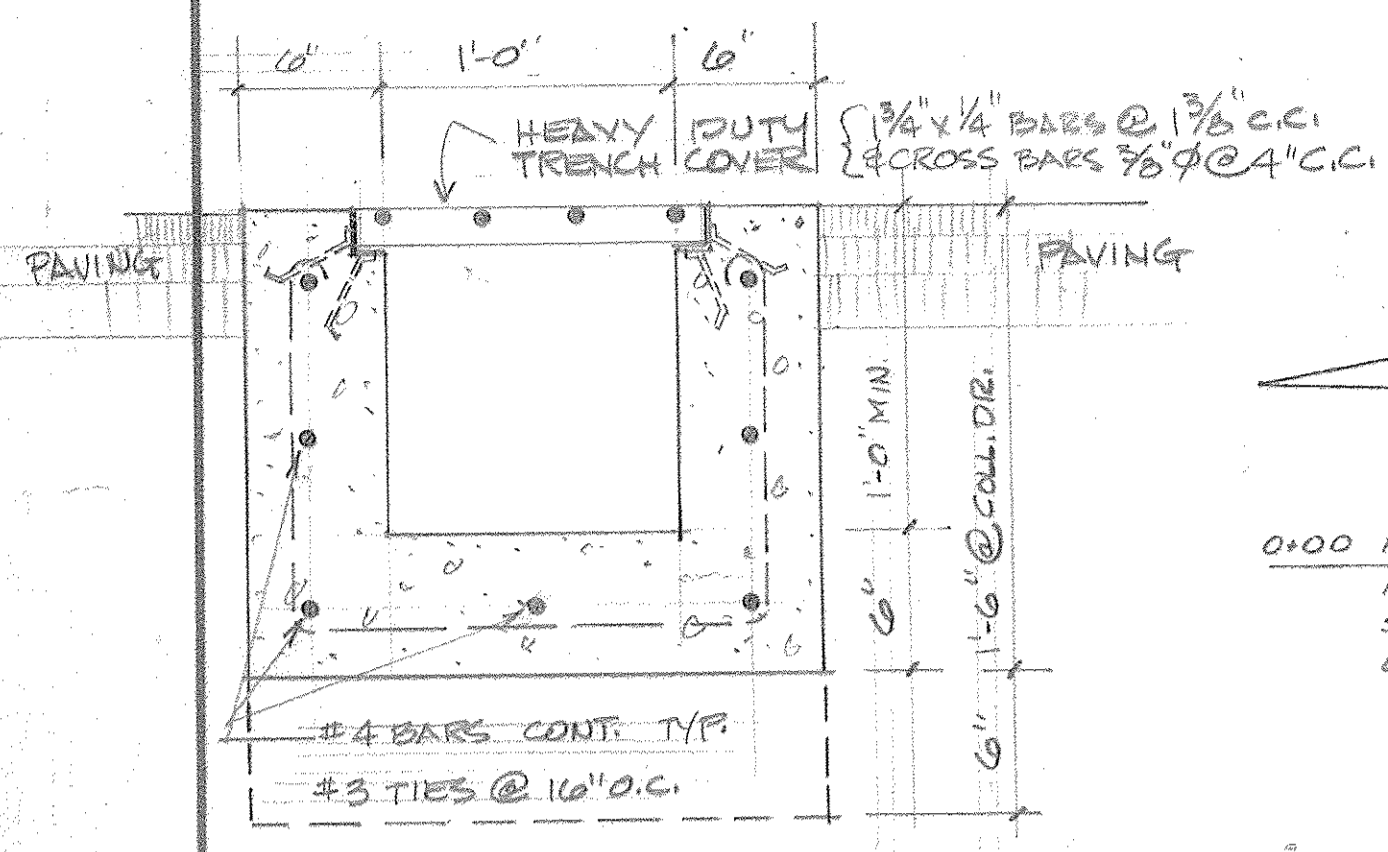 6" 1'-0" 6"
HEAVY DUTY
TRENCH COVER
1 3/4" x 1/4" BARS @ 1 3/8" C.C.
& CROSS BARS 3/8"Ø @ 4" C.C.
PAVING
PAVING
1'-0" MIN.
6"
1'-6" @ COLL. DR.
6"
0+00
#4 BARS CONT. TYP.
#3 TIES @ 16" O.C.